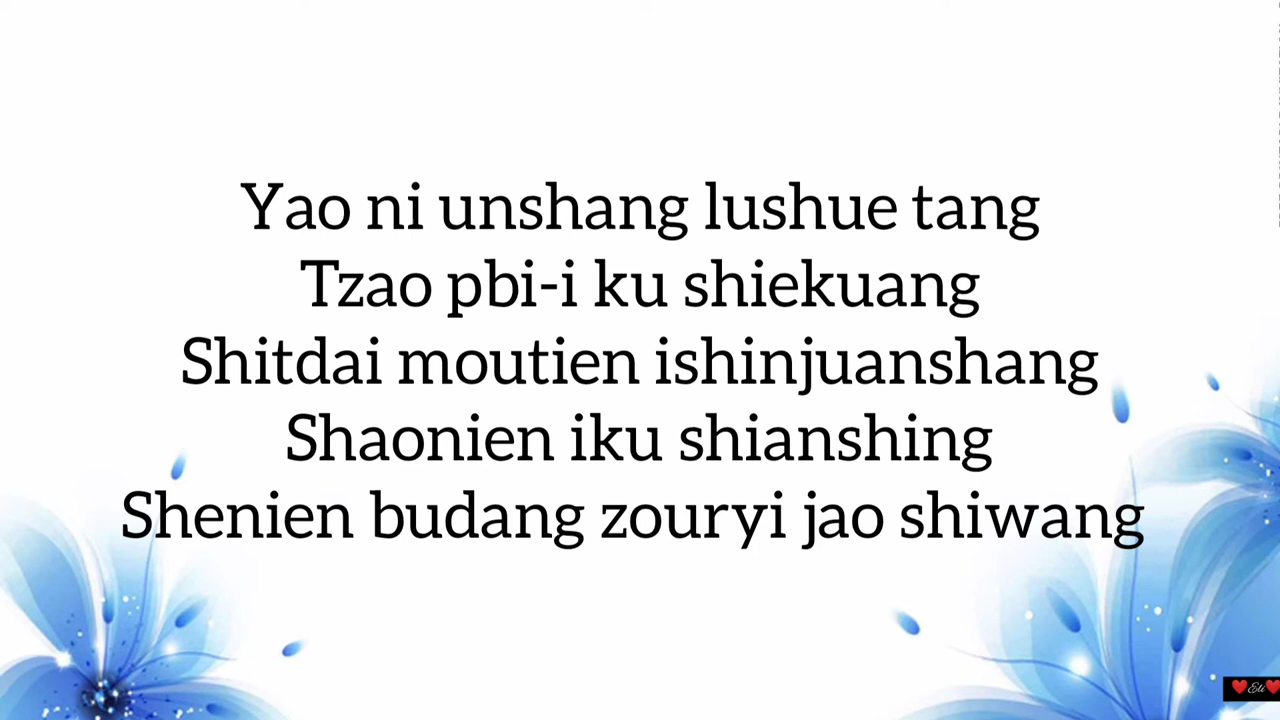 Yao ni unshang lushue tang
Tzao pbi-i ku shiekuang
Shitdai moutien ishinjuanshang
Shaonien iku shianshing
Shenien budang zouryi jao shiwang
❤️Eli❤️